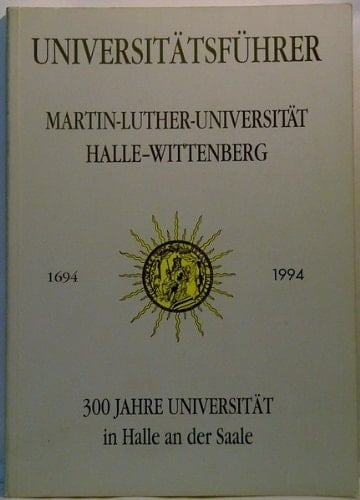 UNIVERSITÄTSFÜHRER
MARTIN-LUTHER-UNIVERSITÄT
HALLE-WITTENBERG
1694 1994
300 JAHRE UNIVERSITÄT
in Halle an der Saale